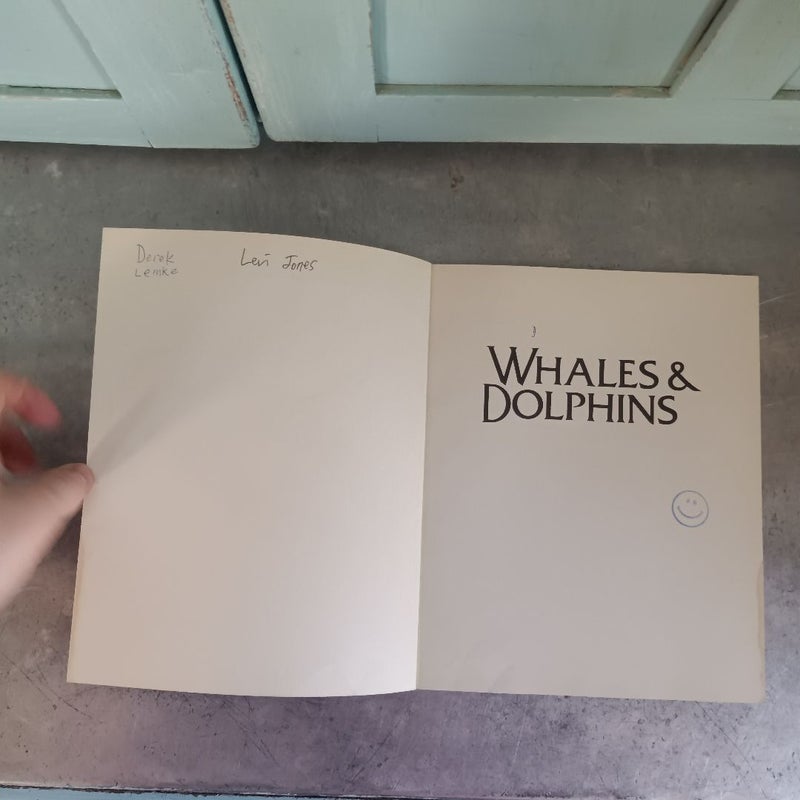 Derek
Lemke
Levi Jones
WHALES &
DOLPHINS